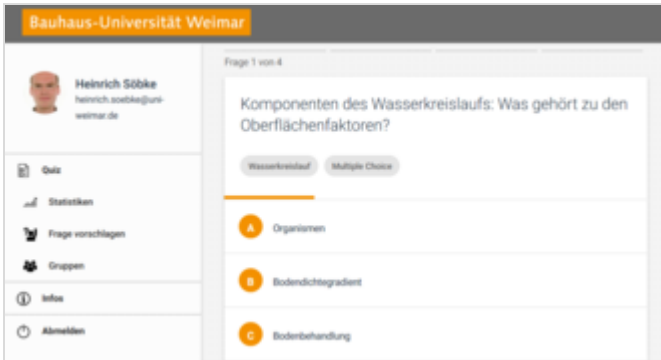 Bauhaus-Universität Weimar
Heinrich Söbke
heinrich.soebke@uni-
weimar.de
Quiz
Statistiken
Frage vorschlagen
Gruppen
Infos
Abmelden
Frage 1 von 4
Komponenten des Wasserkreislaufs: Was gehört zu den
Oberflächenfaktoren?
Wasserkreislauf Multiple Choice
A Organismen
B Bodendichtegradient
C Bodenbehandlung